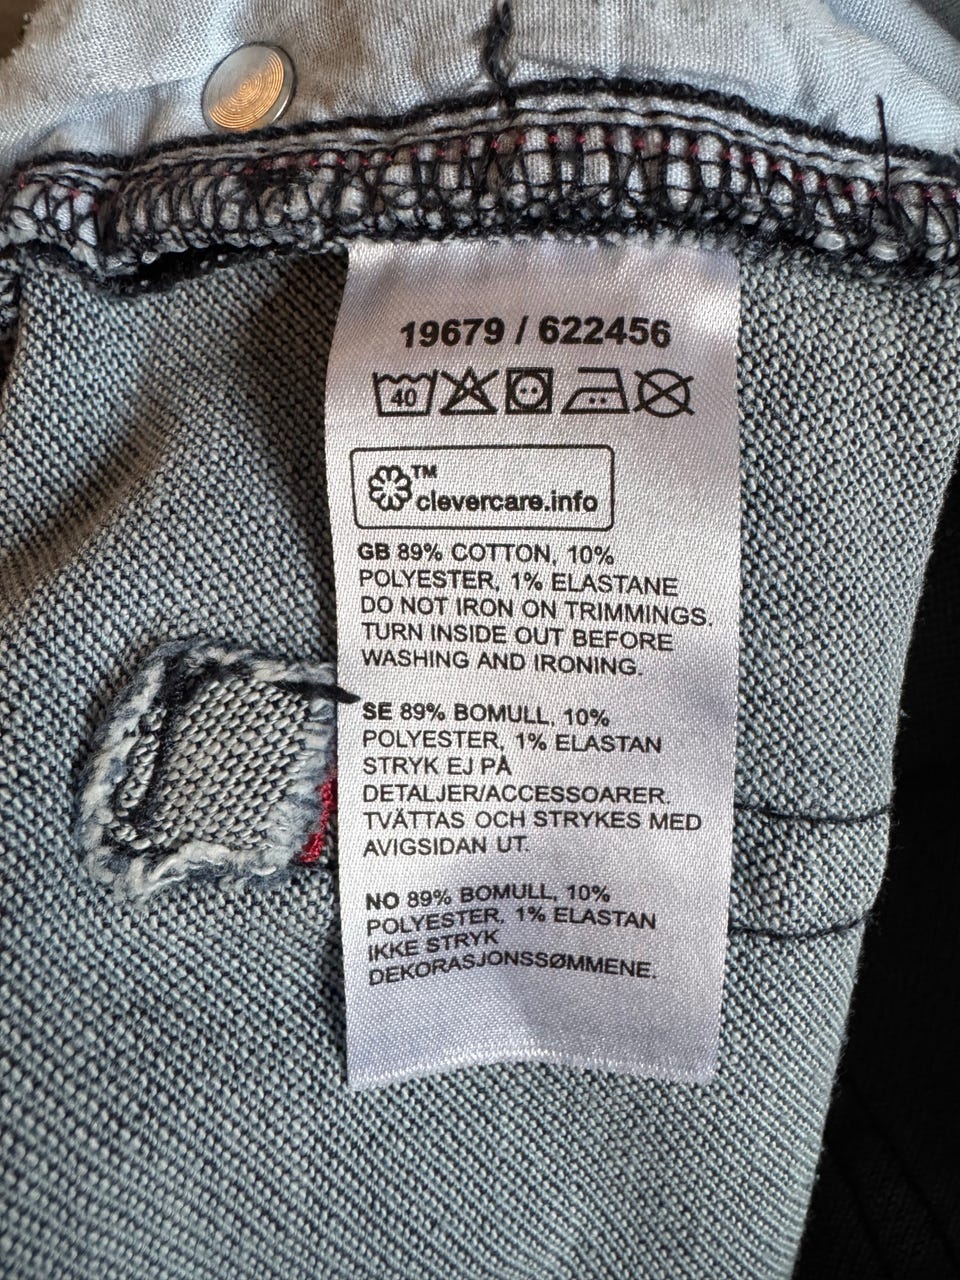 19679 / 622456
40
™
clevercare.info
GB 89% COTTON, 10%
POLYESTER, 1% ELASTANE
DO NOT IRON ON TRIMMINGS.
TURN INSIDE OUT BEFORE
WASHING AND IRONING.
SE 89% BOMULL, 10%
POLYESTER, 1% ELASTAN
STRYK EJ PÅ
DETALJER/ACCESSOARER.
TVÄTTAS OCH STRYKES MED
AVIGSIDAN UT.
NO 89% BOMULL, 10%
POLYESTER, 1% ELASTAN
IKKE STRYK
DEKORASJONSSØMMENE.